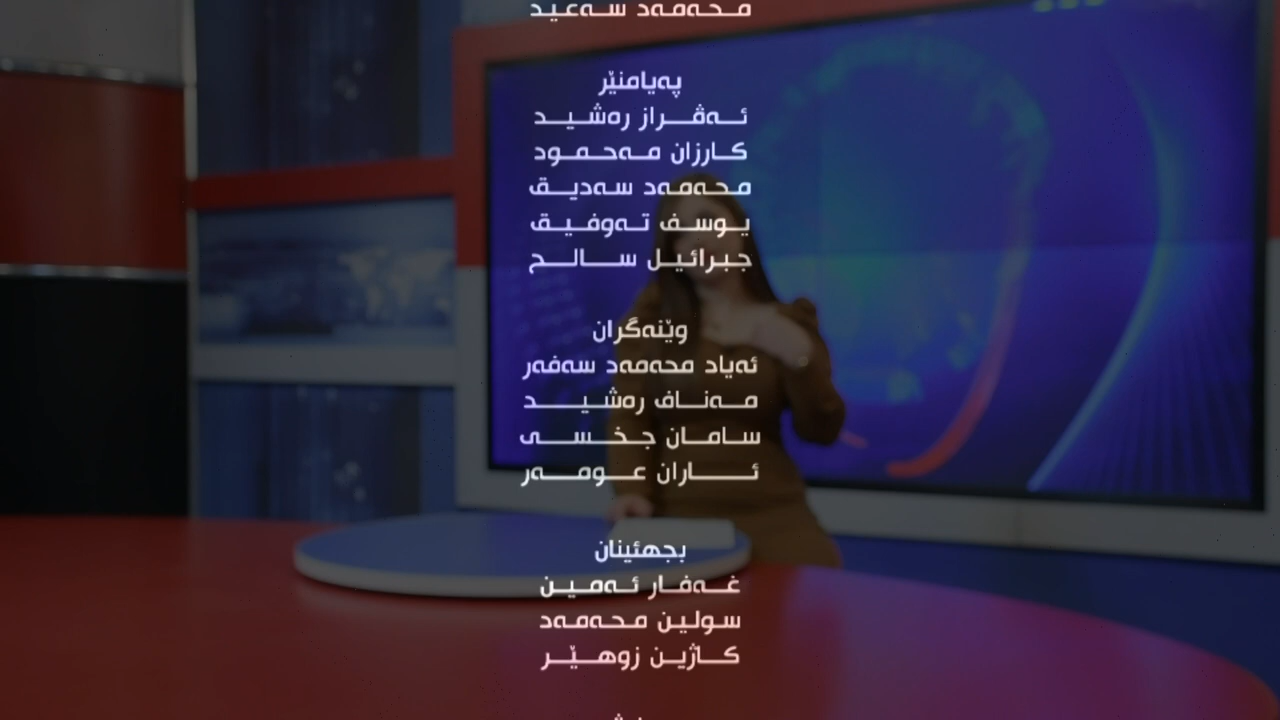 محەمەد سەعید
پەیامنێر
ئەڤراز رەشید
کارزان مەحمود
محەمەد سەدیق
یوسف تەوفیق
جبرائیل سالح
وێنەگران
ئەیاد محەمەد سەفەر
مەناف رەشید
سامان جخسی
ئاران عومەر
بجهئینان
غەفار ئەمین
سولین محەمەد
کاژین زوهێر